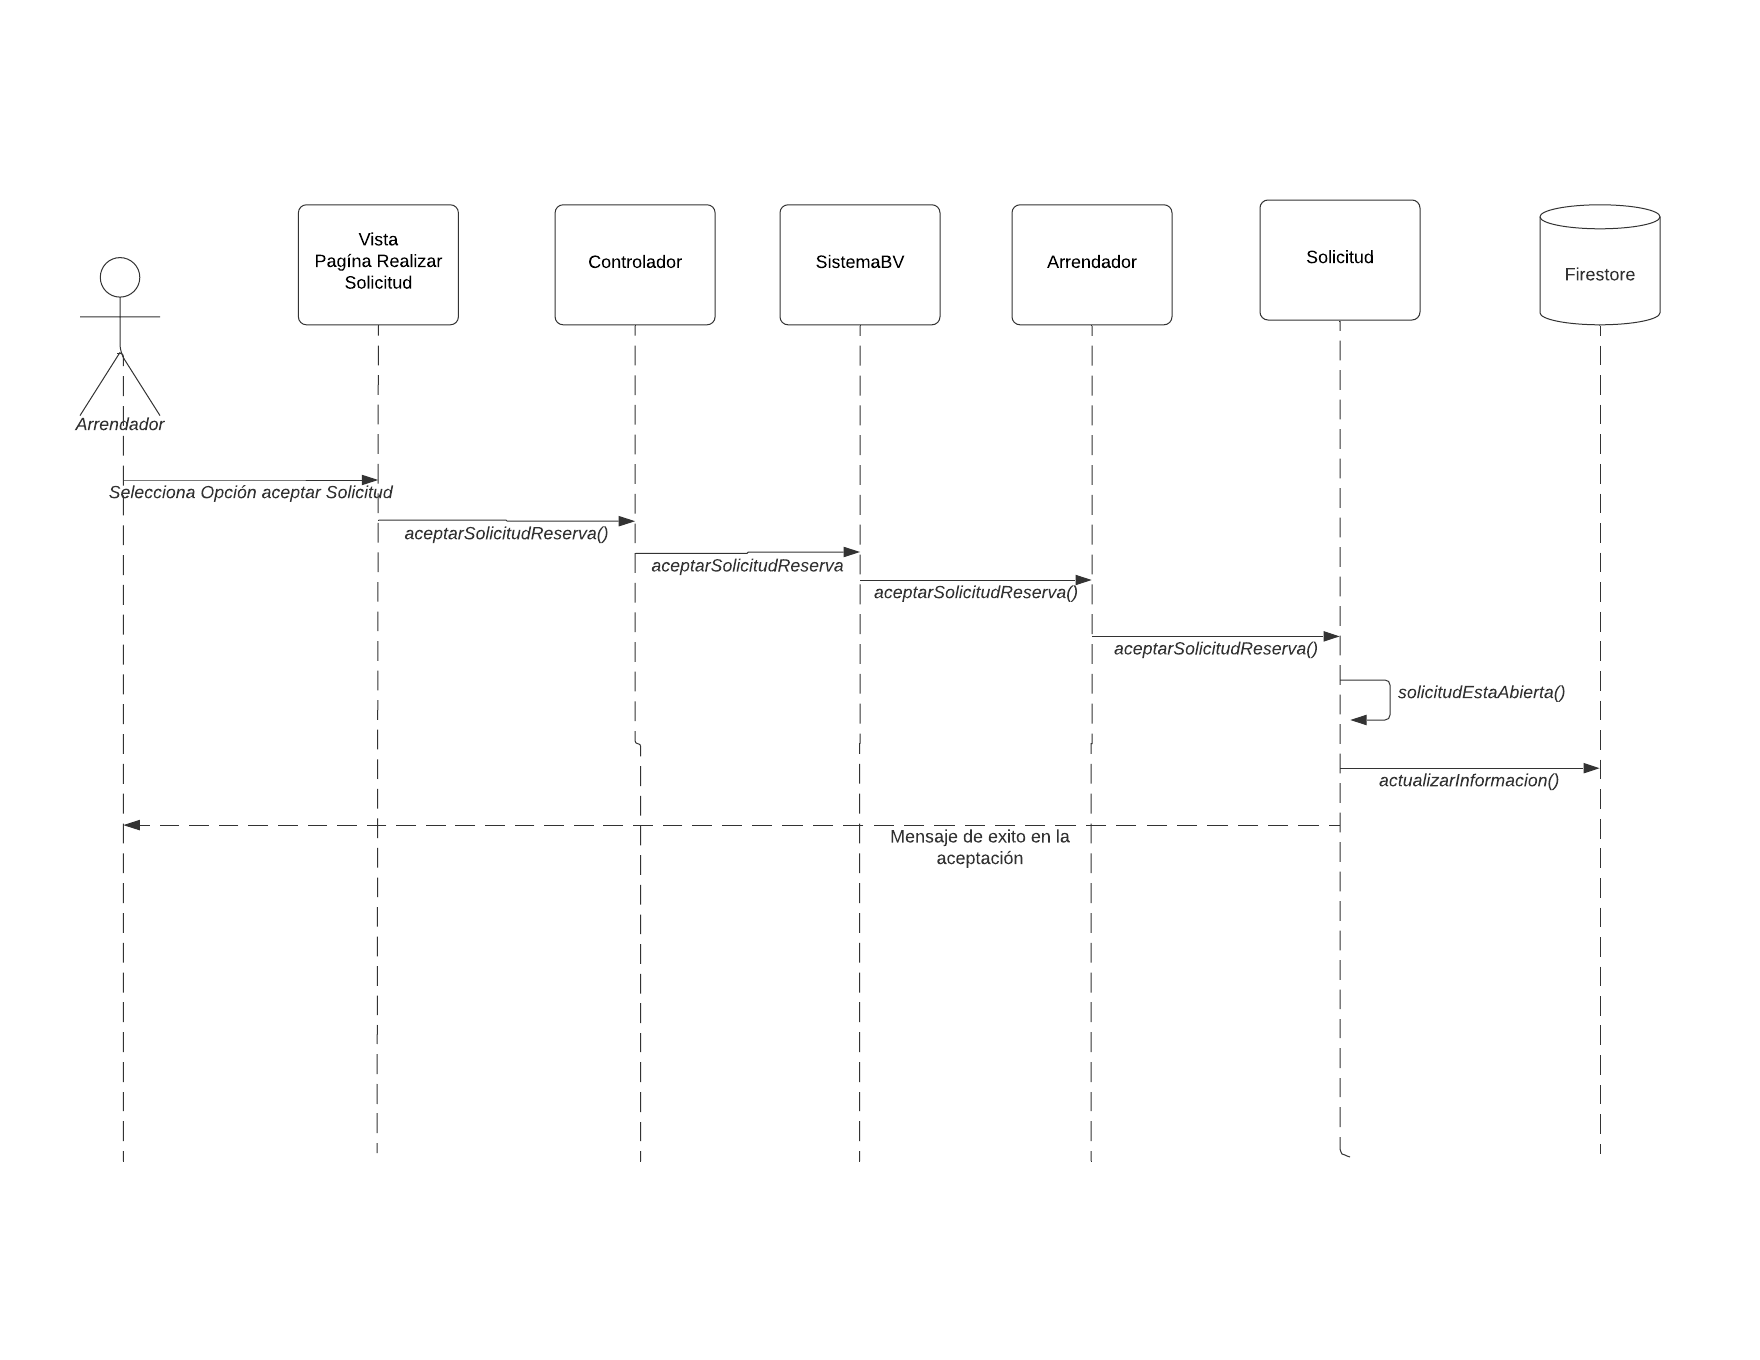 Vista
Pagína Realizar
Solicitud
Controlador
SistemaBV
Arrendador
Solicitud
Firestore
Arrendador
Selecciona Opción aceptar Solicitud
aceptarSolicitudReserva()
aceptarSolicitudReserva
aceptarSolicitudReserva()
aceptarSolicitudReserva()
solicitudEstaAbierta()
actualizarInformacion()
Mensaje de exito en la
aceptación